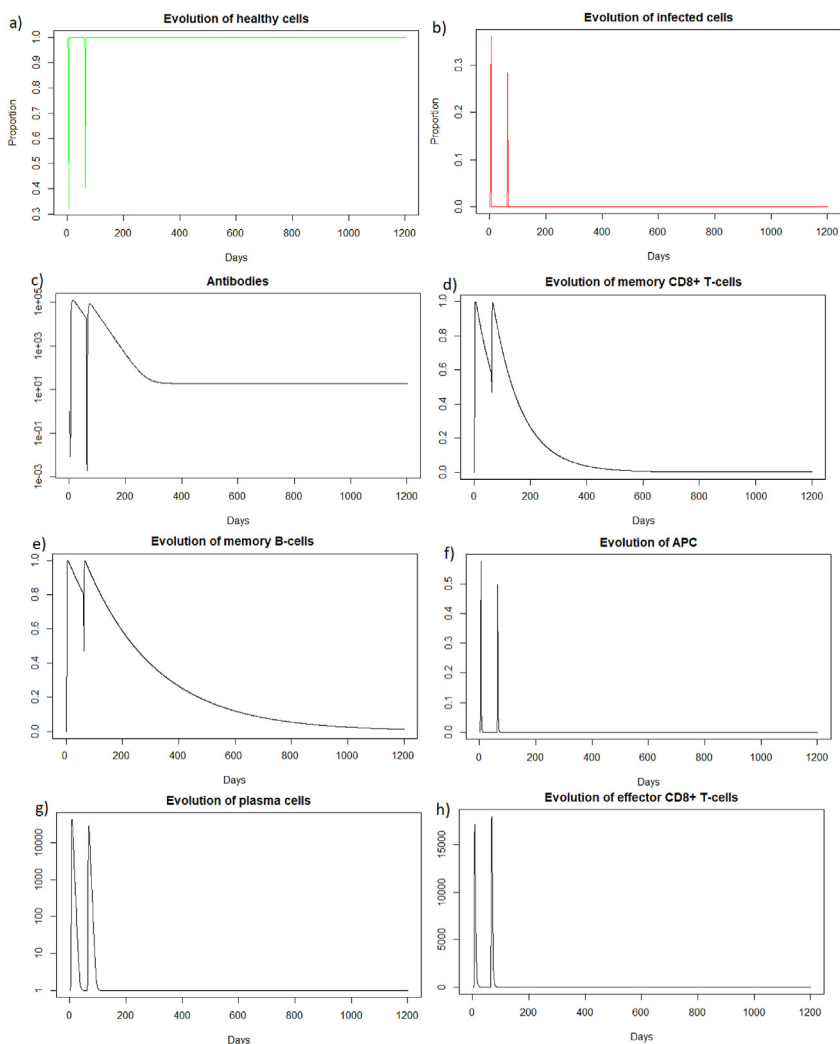 a)
Evolution of healthy cells
Proportion
1.0
0.9
0.8
0.7
0.6
0.5
0.4
0.3
0 200 400 600 800 1000 1200
Days
b)
Evolution of infected cells
Proportion
0.3
0.2
0.1
0.0
0 200 400 600 800 1000 1200
Days
c)
Antibodies
1e+05
1e+03
1e+01
1e-01
1e-03
0 200 400 600 800 1000 1200
Days
d)
Evolution of memory CD8+ T-cells
1.0
0.8
0.6
0.4
0.2
0.0
0 200 400 600 800 1000 1200
Days
e)
Evolution of memory B-cells
1.0
0.8
0.6
0.4
0.2
0.0
0 200 400 600 800 1000 1200
Days
f)
Evolution of APC
0.5
0.4
0.3
0.2
0.1
0.0
0 200 400 600 800 1000 1200
Days
g)
Evolution of plasma cells
10000
1000
100
10
1
0 200 400 600 800 1000 1200
Days
h)
Evolution of effector CD8+ T-cells
15000
10000
5000
0
0 200 400 600 800 1000 1200
Days